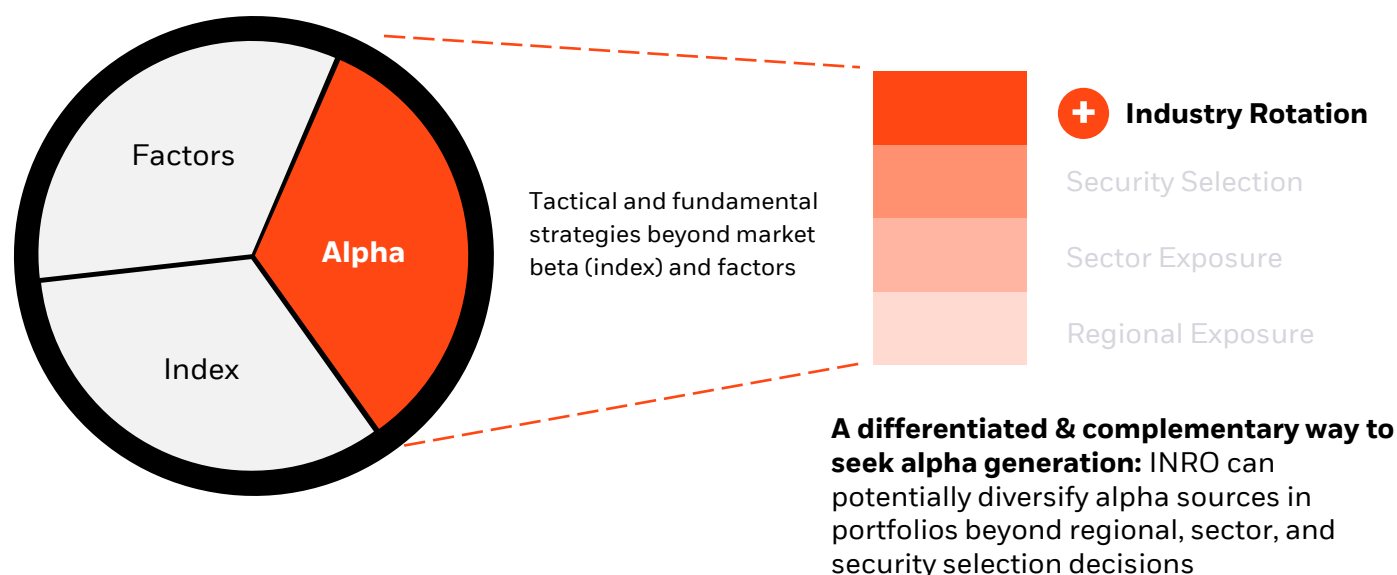 Factors
Alpha
Index
Tactical and fundamental
strategies beyond market
beta (index) and factors
Industry Rotation
Security Selection
Sector Exposure
Regional Exposure
A differentiated & complementary way to
seek alpha generation: INRO can
potentially diversify alpha sources in
portfolios beyond regional, sector, and
security selection decisions